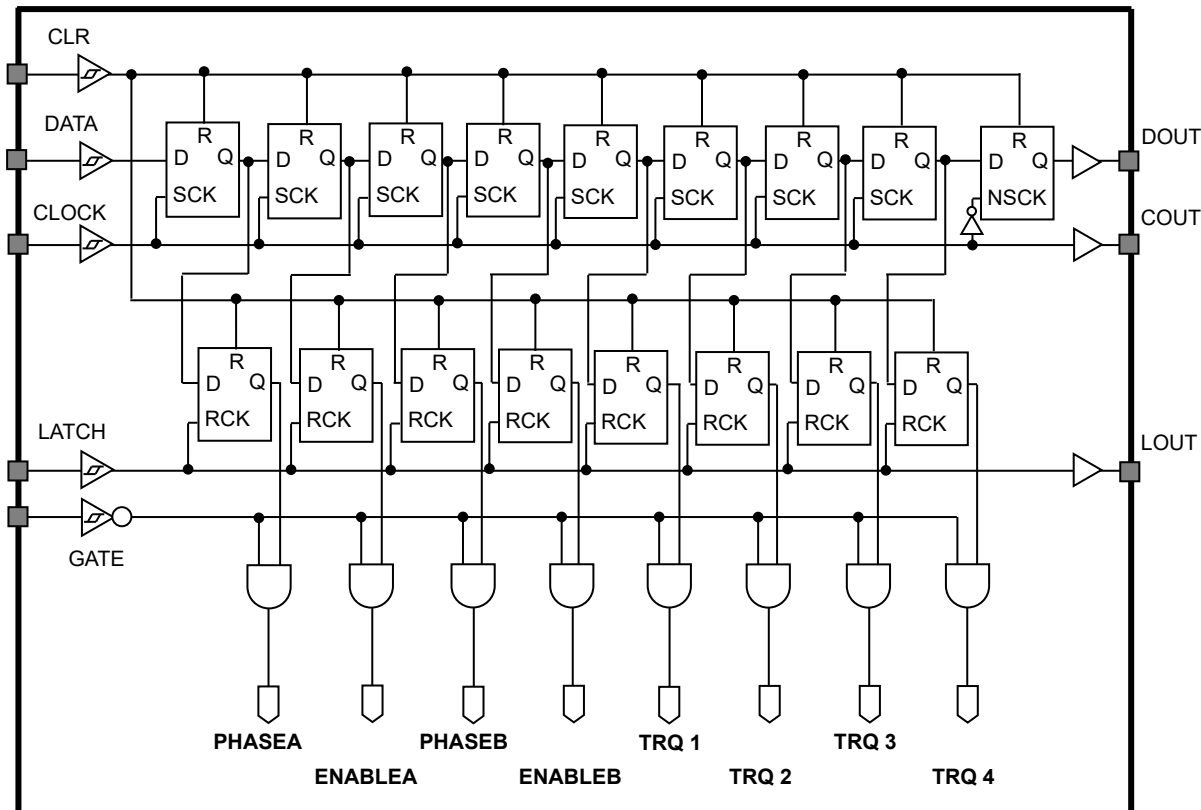 CLR
R R R R R R R R R
DATA
D Q D Q D Q D Q D Q D Q D Q D Q D Q
DOUT
SCK SCK SCK SCK SCK SCK SCK SCK NSCK
CLOCK
COUT
R R R R R R R R
D Q D Q D Q D Q D Q D Q D Q D Q
RCK RCK RCK RCK RCK RCK RCK RCK
LATCH
LOUT
GATE
PHASEA PHASEB TRQ 1 TRQ 3
ENABLEA ENABLEB TRQ 2 TRQ 4